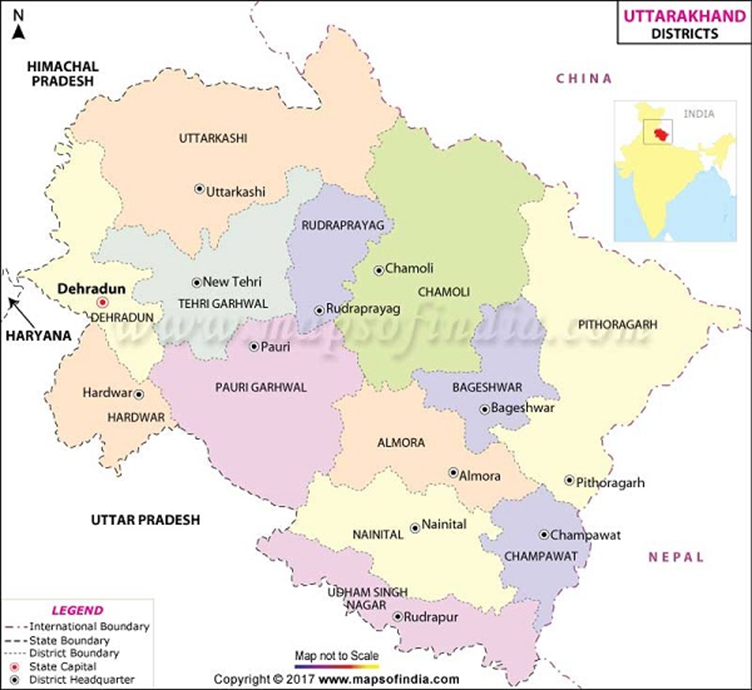 N
UTTARAKHAND
DISTRICTS
HIMACHAL
PRADESH
CHINA
INDIA
UTTARKASHI
Uttarkashi
RUDRAPRAYAG
Chamoli
CHAMOLI
New Tehri
TEHRI GARHWAL
Dehradun
DEHRADUN
HARYANA
Rudraprayag
PITHORAGARH
www.mapsofindia.com
Pauri
PAURI GARHWAL
BAGESHWAR
Bageshwar
Hardwar
HARDWAR
ALMORA
Almora
Pithoragarh
UTTAR PRADESH
Nainital
NAINITAL
Champawat
CHAMPAWAT
NEPAL
UDHAM SINGH
NAGAR
Rudrapur
LEGEND
International Boundary
State Boundary
District Boundary
State Capital
District Headquarter
Map not to Scale
Copyright © 2017 www.mapsofindia.com